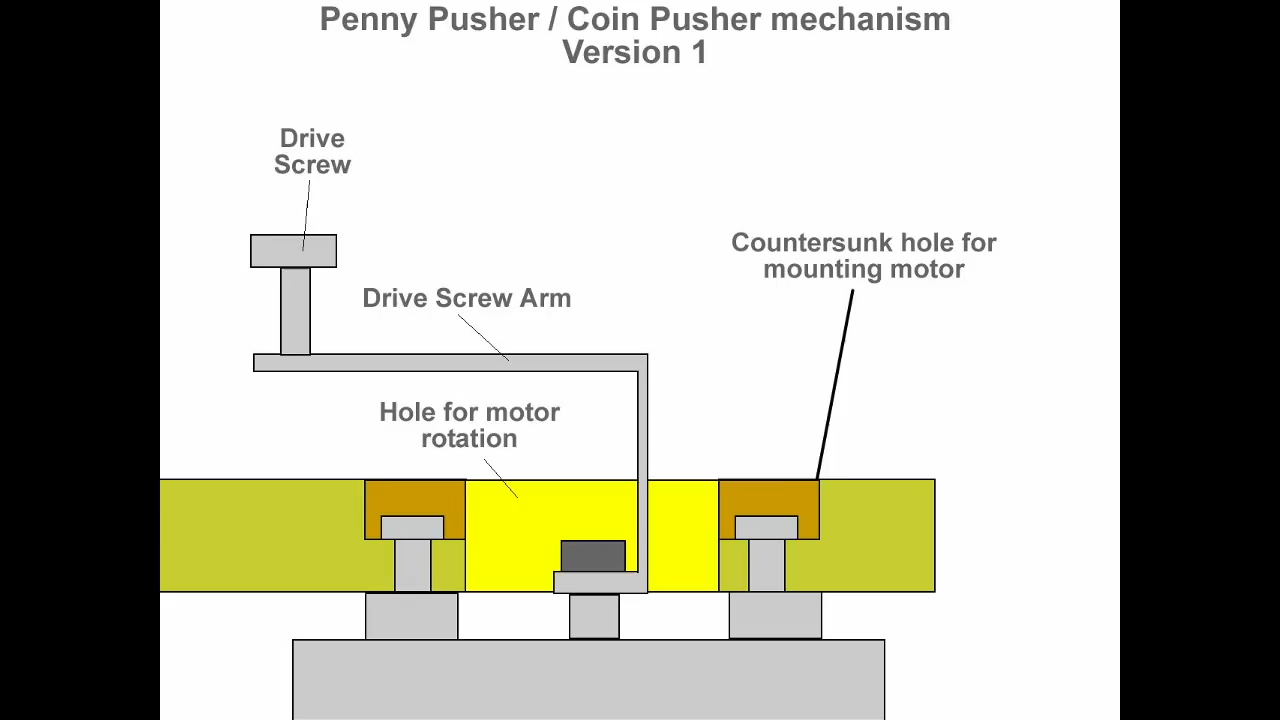 Penny Pusher / Coin Pusher mechanism
Version 1
Drive
Screw
Countersunk hole for
mounting motor
Drive Screw Arm
Hole for motor
rotation